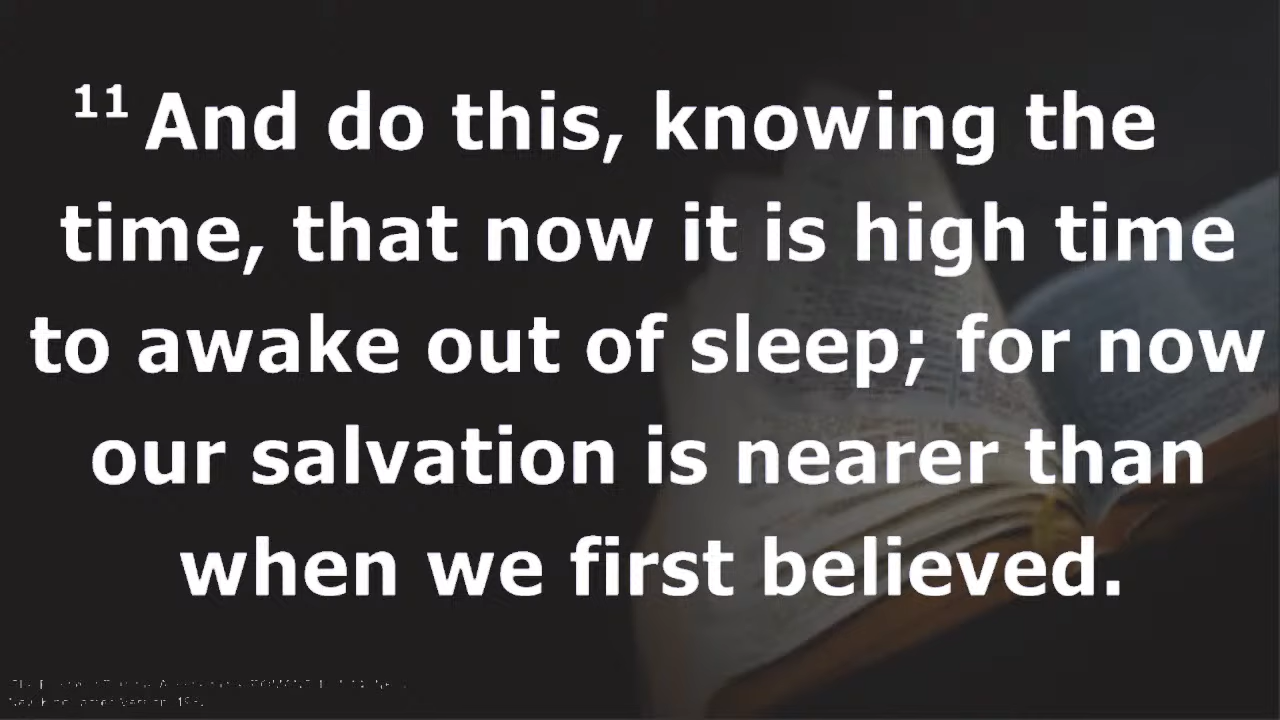 11 And do this, knowing the
time, that now it is high time
to awake out of sleep; for now
our salvation is nearer than
when we first believed.